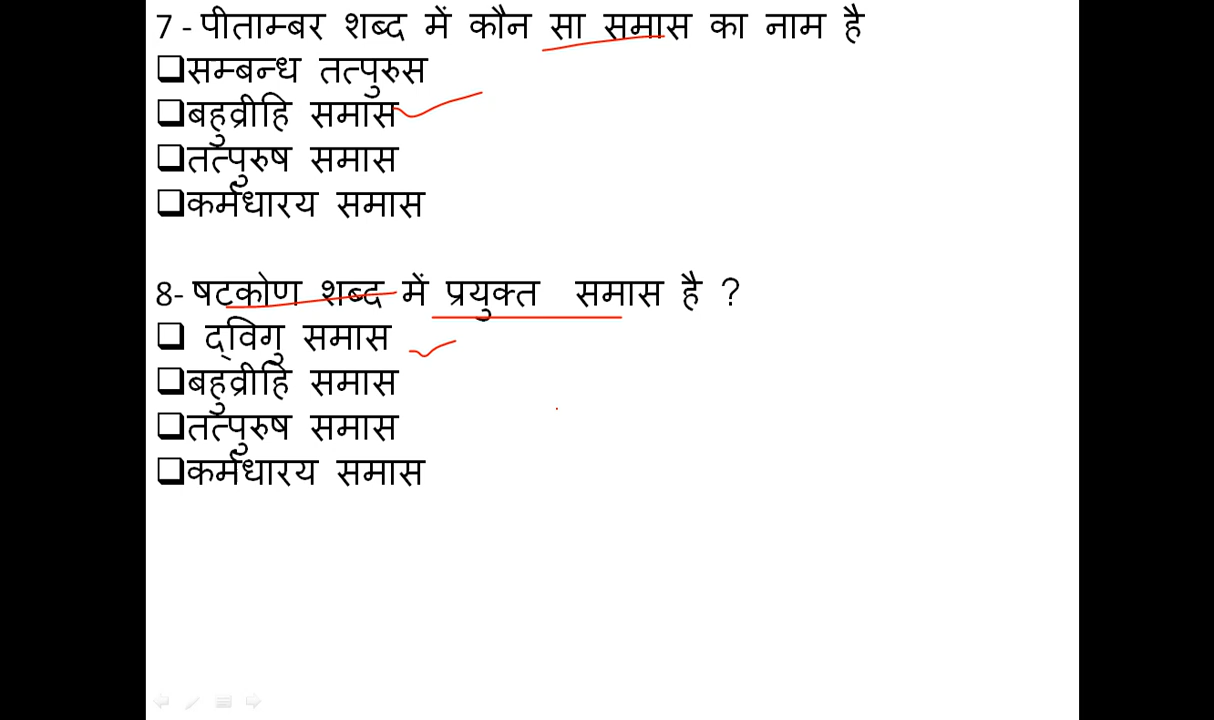 7 - पीताम्बर शब्द में कौन सा समास का नाम है
❑सम्बन्ध तत्पुरुस
❑बहुव्रीहि समास
❑तत्पुरुष समास
❑कर्मधारय समास
8- षटकोण शब्द में प्रयुक्त समास है ?
❑ द्‌विगु समास
❑बहुव्रीहि समास
❑तत्पुरुष समास
❑कर्मधारय समास